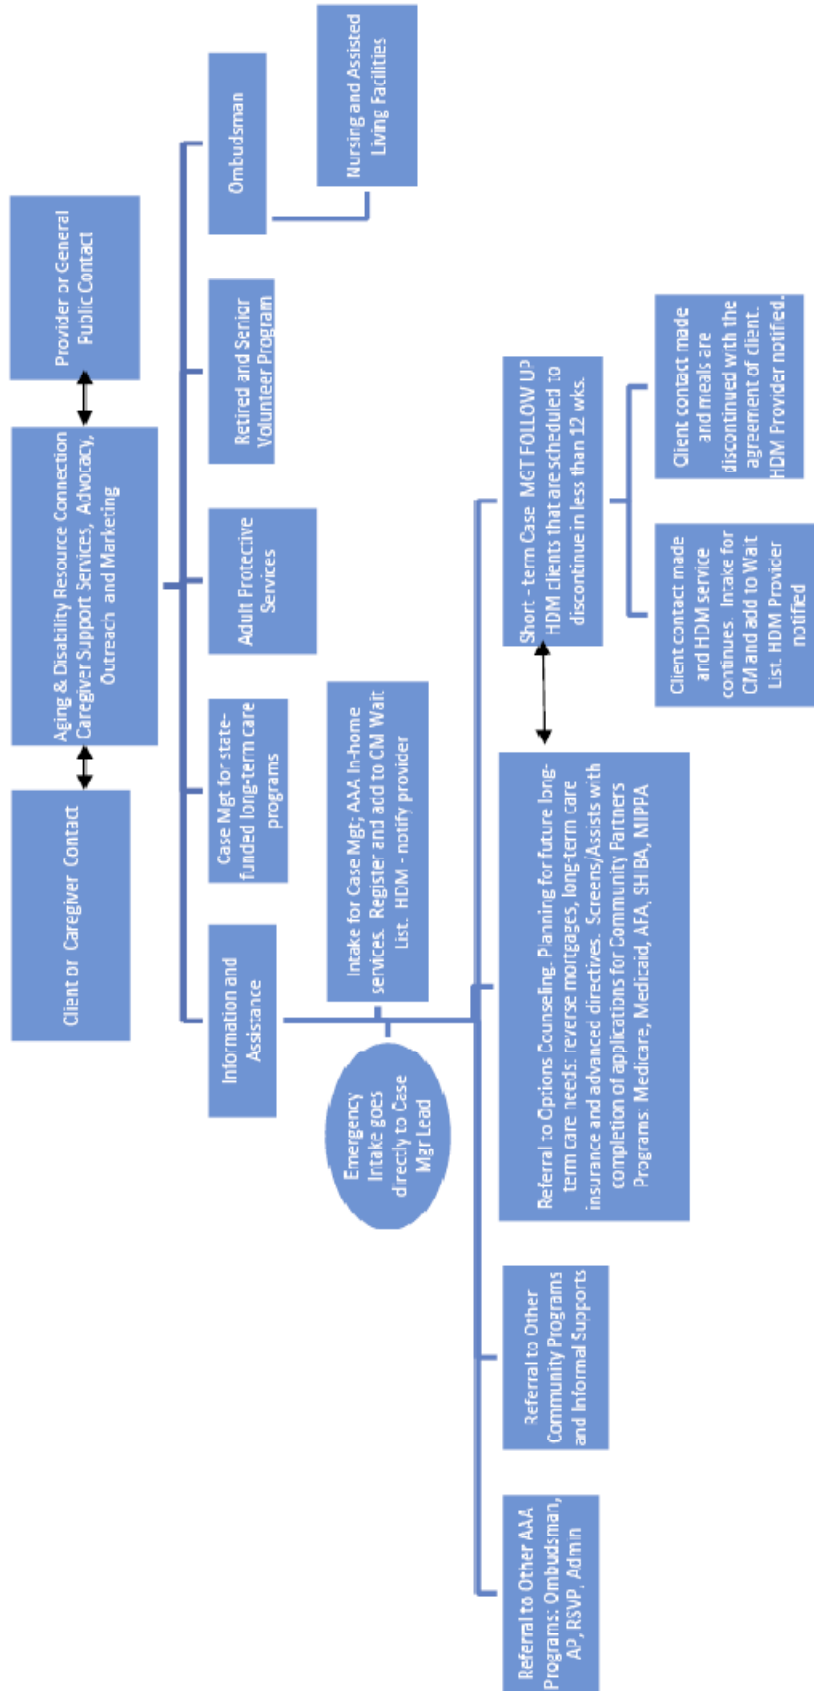 Client or Caregiver Contact
Aging & Disability Resource Connection
Caregiver Support Services, Advocacy,
Outreach and Marketing
Provider or General
Public Contact
Information and
Assistance
Case Mgt for state-
funded long-term care
programs
Adult Protective
Services
Retired and Senior
Volunteer Program
Ombudsman
Nursing and Assisted
Living Facilities
Emergency
Intake goes
directly to Case
Mgr Lead
Intake for Case Mgt; AAA In-home
services. Register and add to CM Wait
List. HDM - notify provider
Referral to Other AAA
Programs: Ombudsman,
AP, RSVP, Admin
Referral to Other
Community Programs
and Informal Supports
Referral to Options Counseling. Planning for future long-
term care needs: reverse mortgages, long-term care
insurance and advanced directives. Screens/Assists with
completion of applications for Community Partners
Programs: Medicare, Medicaid, AFA, SHIBA, MIPPA
Short - term Case MGT FOLLOW UP
HDM clients that are scheduled to
discontinue in less than 12 wks.
Client contact made
and HDM service
continues. Intake for
CM and add to Wait
List. HDM Provider
notified
Client contact made
and meals are
discontinued with the
agreement of client.
HDM Provider notified.